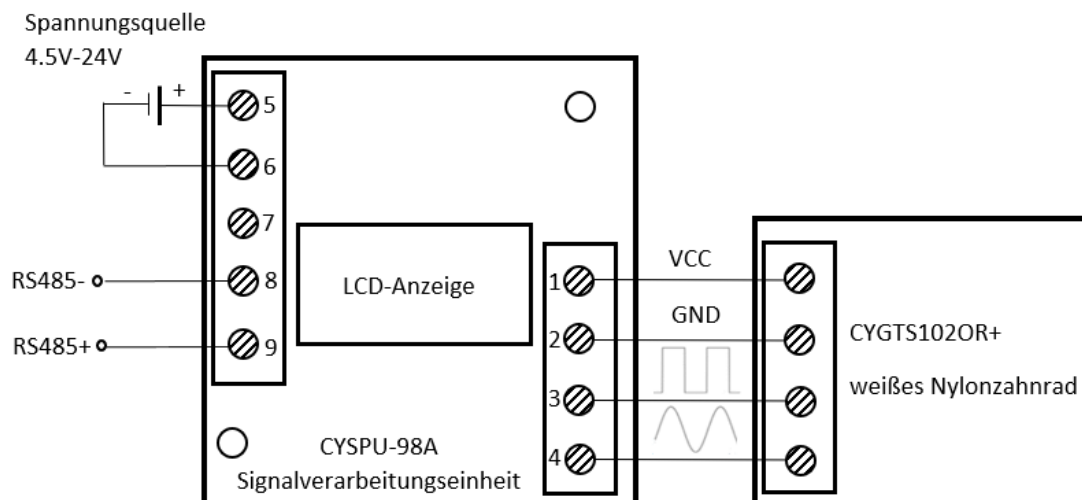 Spannungsquelle
4.5V-24V
- +
5
6
7
RS485- 8
RS485+ 9
LCD-Anzeige
1 VCC
2 GND
3
4
CYGTS102OR+
weißes Nylonzahnrad
CYSPU-98A
Signalverarbeitungseinheit